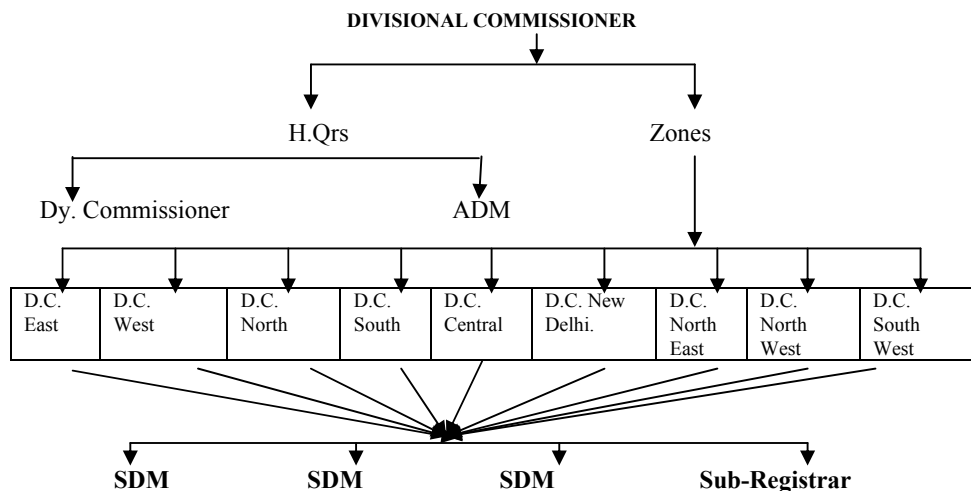 DIVISIONAL COMMISSIONER
H.Qrs
Zones
Dy. Commissioner
ADM
D.C.
East
D.C.
West
D.C.
North
D.C.
South
D.C.
Central
D.C. New
Delhi.
D.C.
North
East
D.C.
North
West
D.C.
South
West
SDM
SDM
SDM
Sub-Registrar